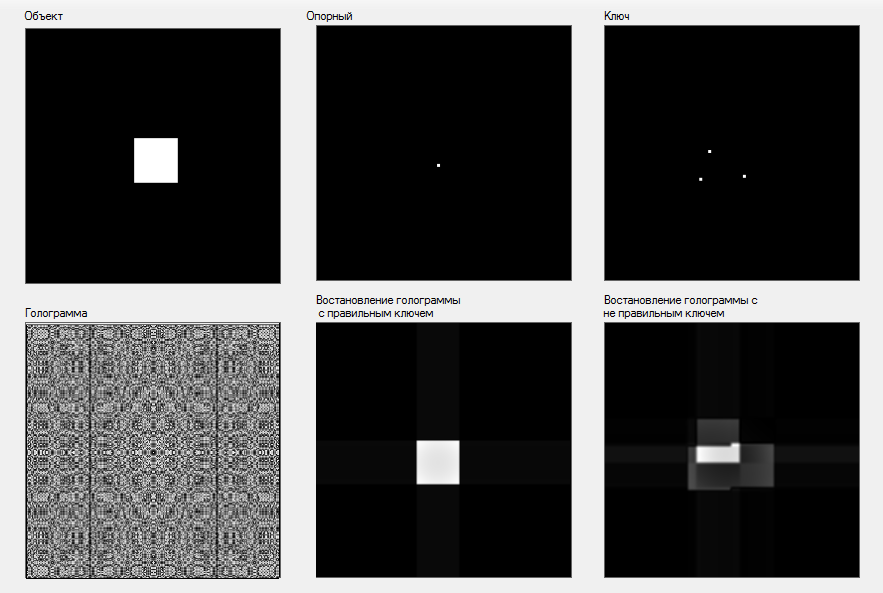 Объект
Опорный
Ключ
Голограмма
Востановление голограммы
с правильным ключем
Востановление голограммы с
не правильным ключем